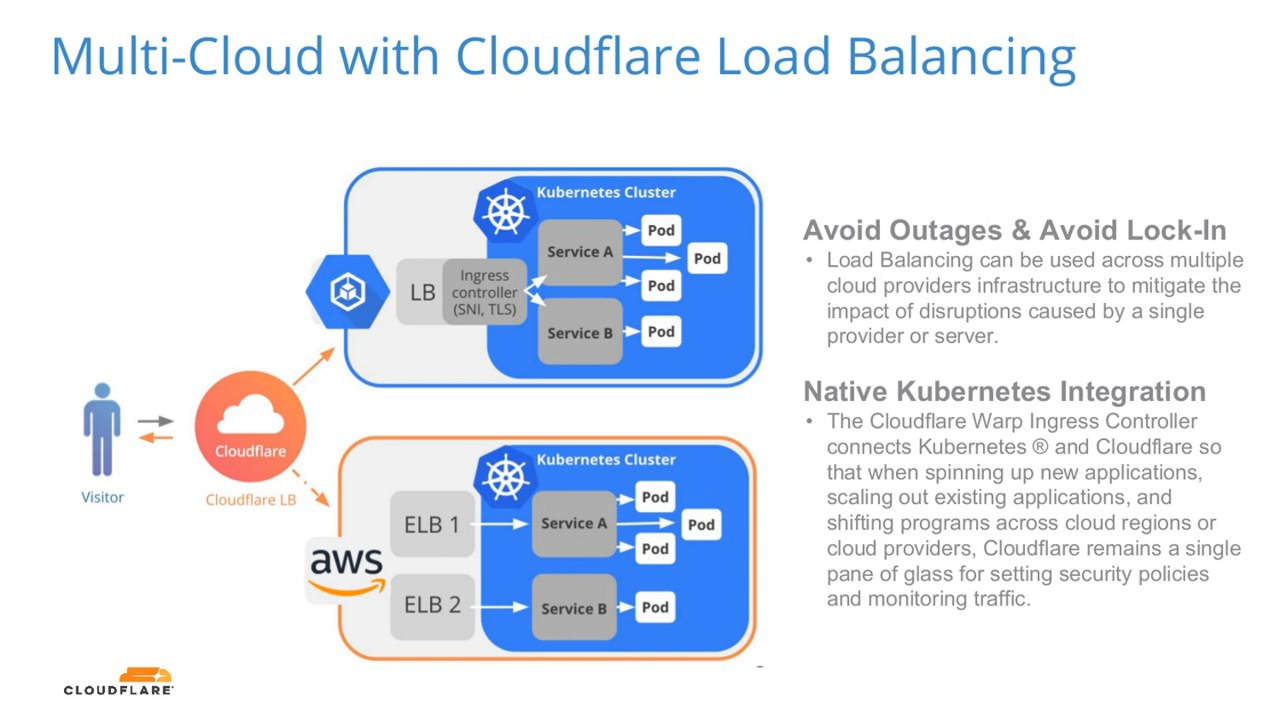 Multi-Cloud with Cloudflare Load Balancing
Kubernetes Cluster
LB
Ingress
controller
(SNI, TLS)
Service A
Service B
Pod
Pod
Pod
Pod
Visitor
Cloudflare
Cloudflare LB
aws
Kubernetes Cluster
ELB 1
ELB 2
Service A
Service B
Pod
Pod
Pod
Pod
Avoid Outages & Avoid Lock-In
• Load Balancing can be used across multiple
cloud providers infrastructure to mitigate the
impact of disruptions caused by a single
provider or server.
Native Kubernetes Integration
• The Cloudflare Warp Ingress Controller
connects Kubernetes ® and Cloudflare so
that when spinning up new applications,
scaling out existing applications, and
shifting programs across cloud regions or
cloud providers, Cloudflare remains a single
pane of glass for setting security policies
and monitoring traffic.
CLOUDFLARE